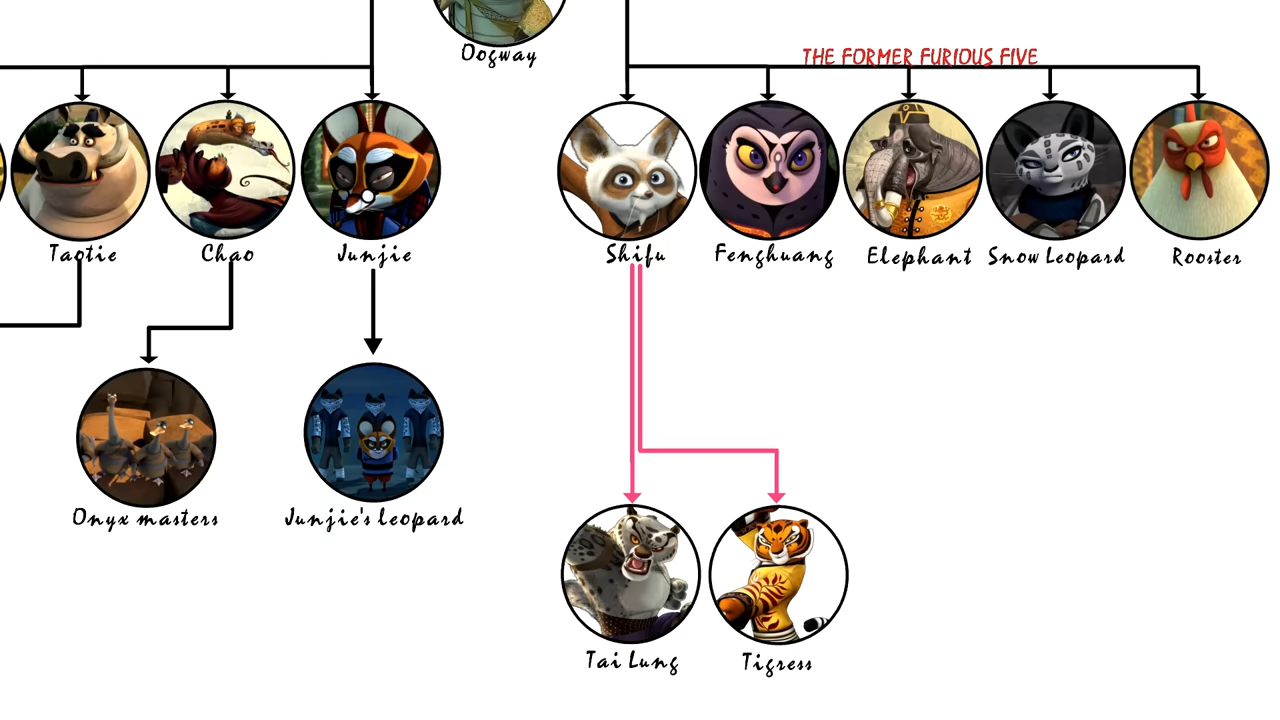 Oogway
THE FORMER FURIOUS FIVE
Taotie
Chao
Junjie
Shifu
Fenghuang
Elephant
Snow Leopard
Rooster
Onyx masters
Junjie's leopard
Tai Lung
Tigress